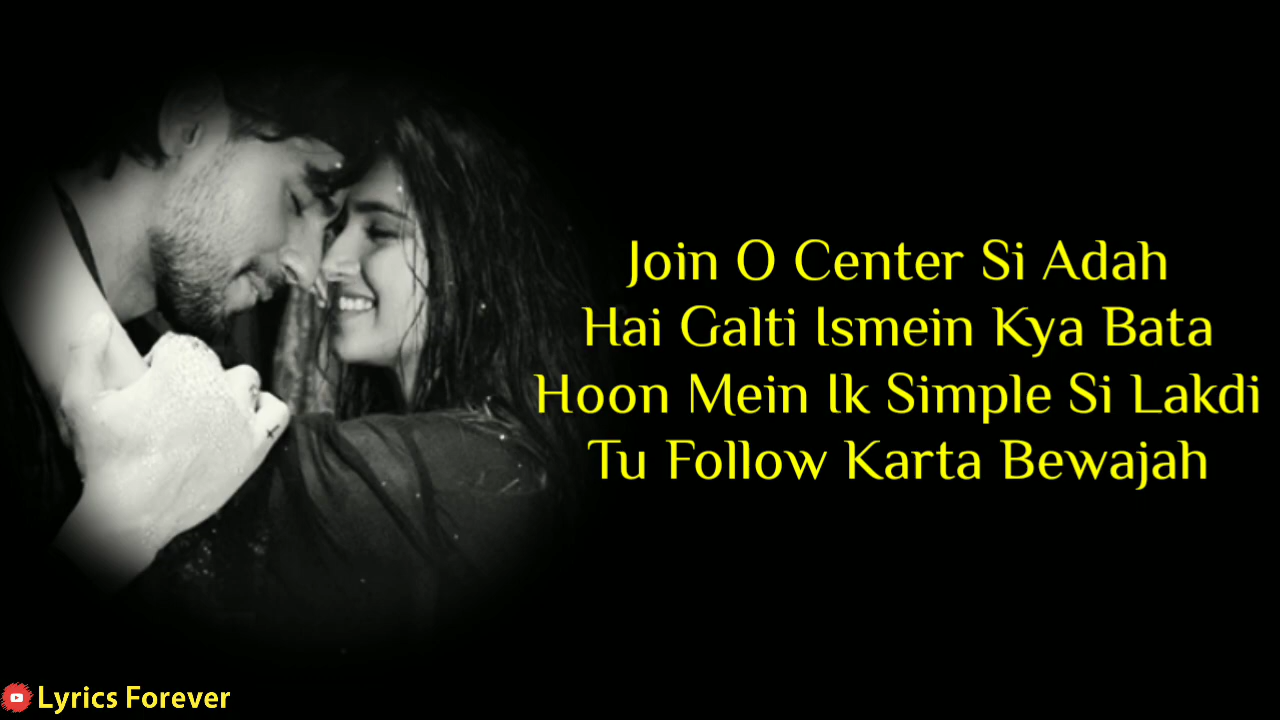 Join O Center Si Adah
Hai Galti Ismein Kya Bata
Hoon Mein Ik Simple Si Lakdi
Tu Follow Karta Bewajah
Lyrics Forever